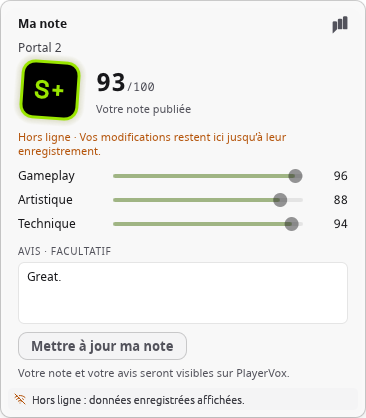 Ma note
Portal 2
S+
93/100
Votre note publiée
Hors ligne · Vos modifications restent ici jusqu'à leur
enregistrement.
Gameplay 96
Artistique 88
Technique 94
AVIS · FACULTATIF
Great.
Mettre à jour ma note
Votre note et votre avis seront visibles sur PlayerVox.
Hors ligne : données enregistrées affichées.